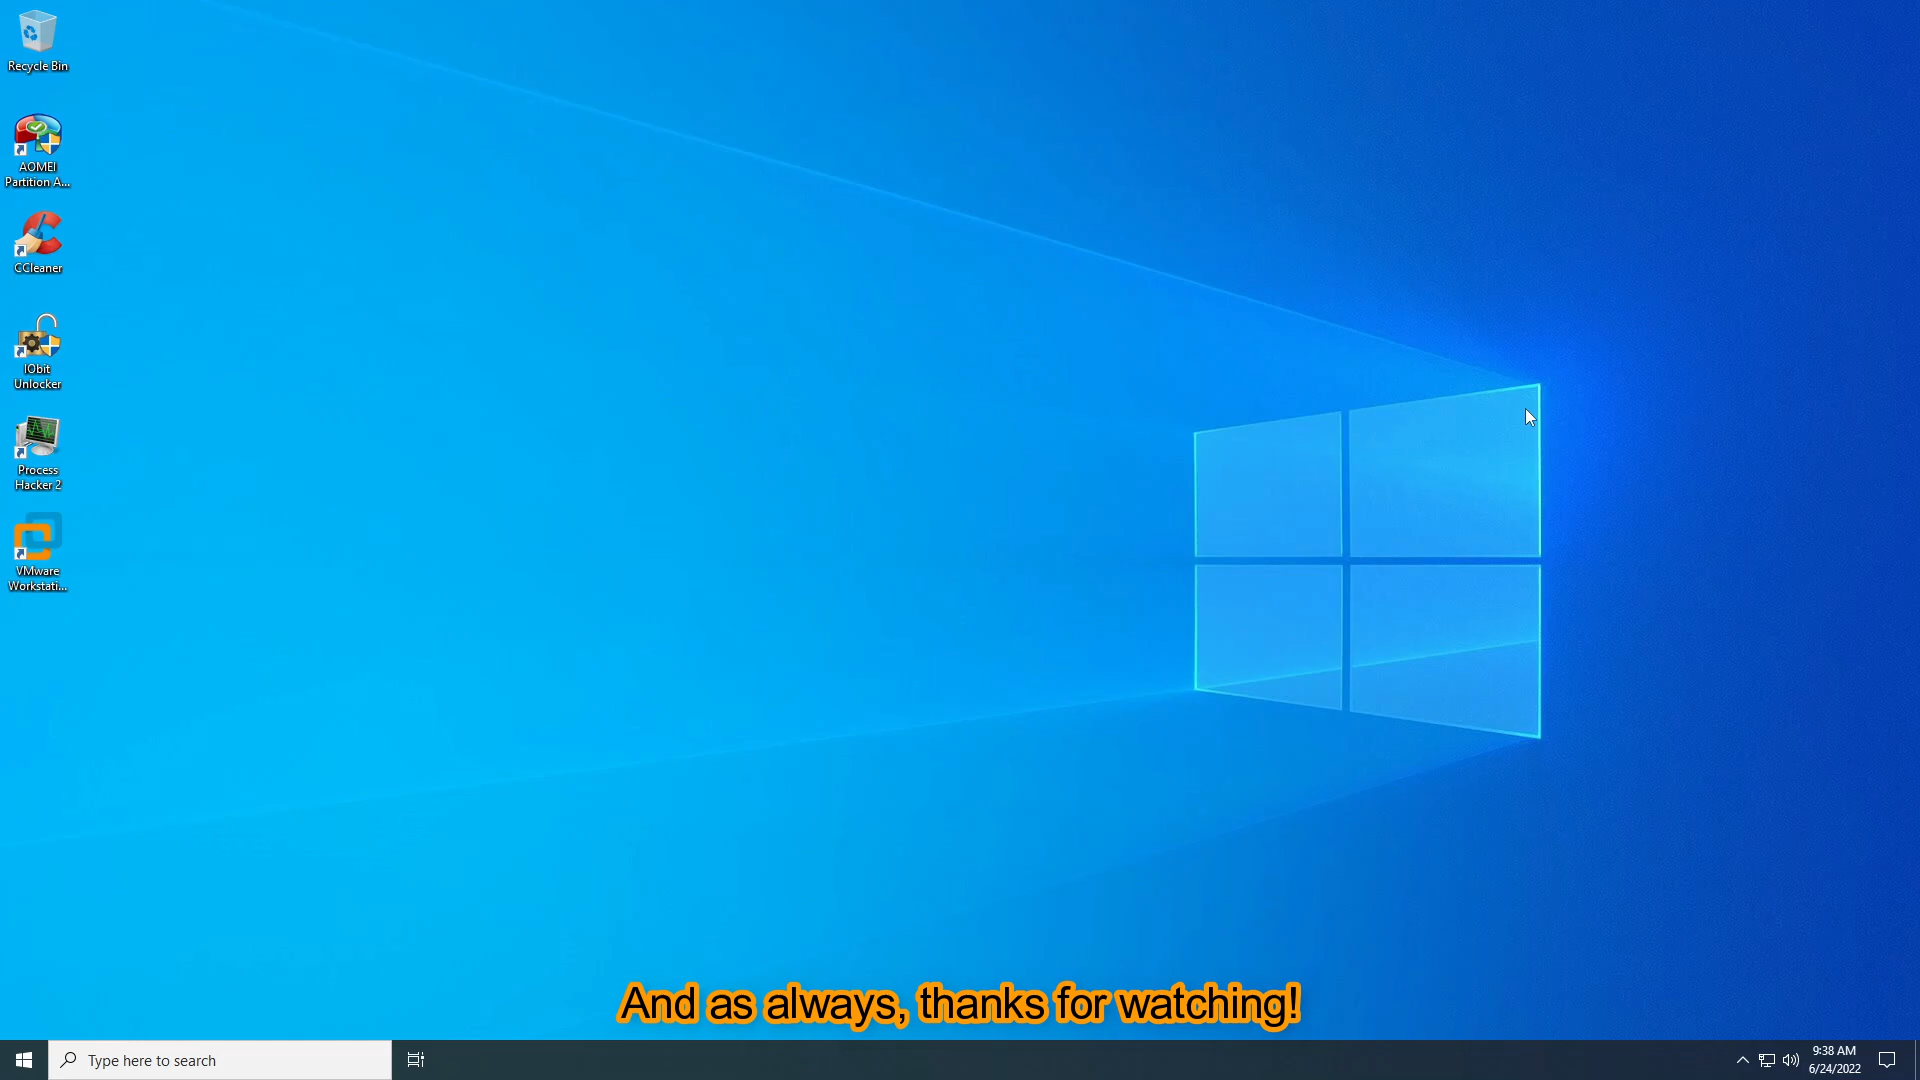 Recycle Bin
AOMEI
Partition A...
CCleaner
IObit
Unlocker
Process
Hacker 2
VMware
Workstati...
And as always, thanks for watching!
Type here to search
9:38 AM
6/24/2022